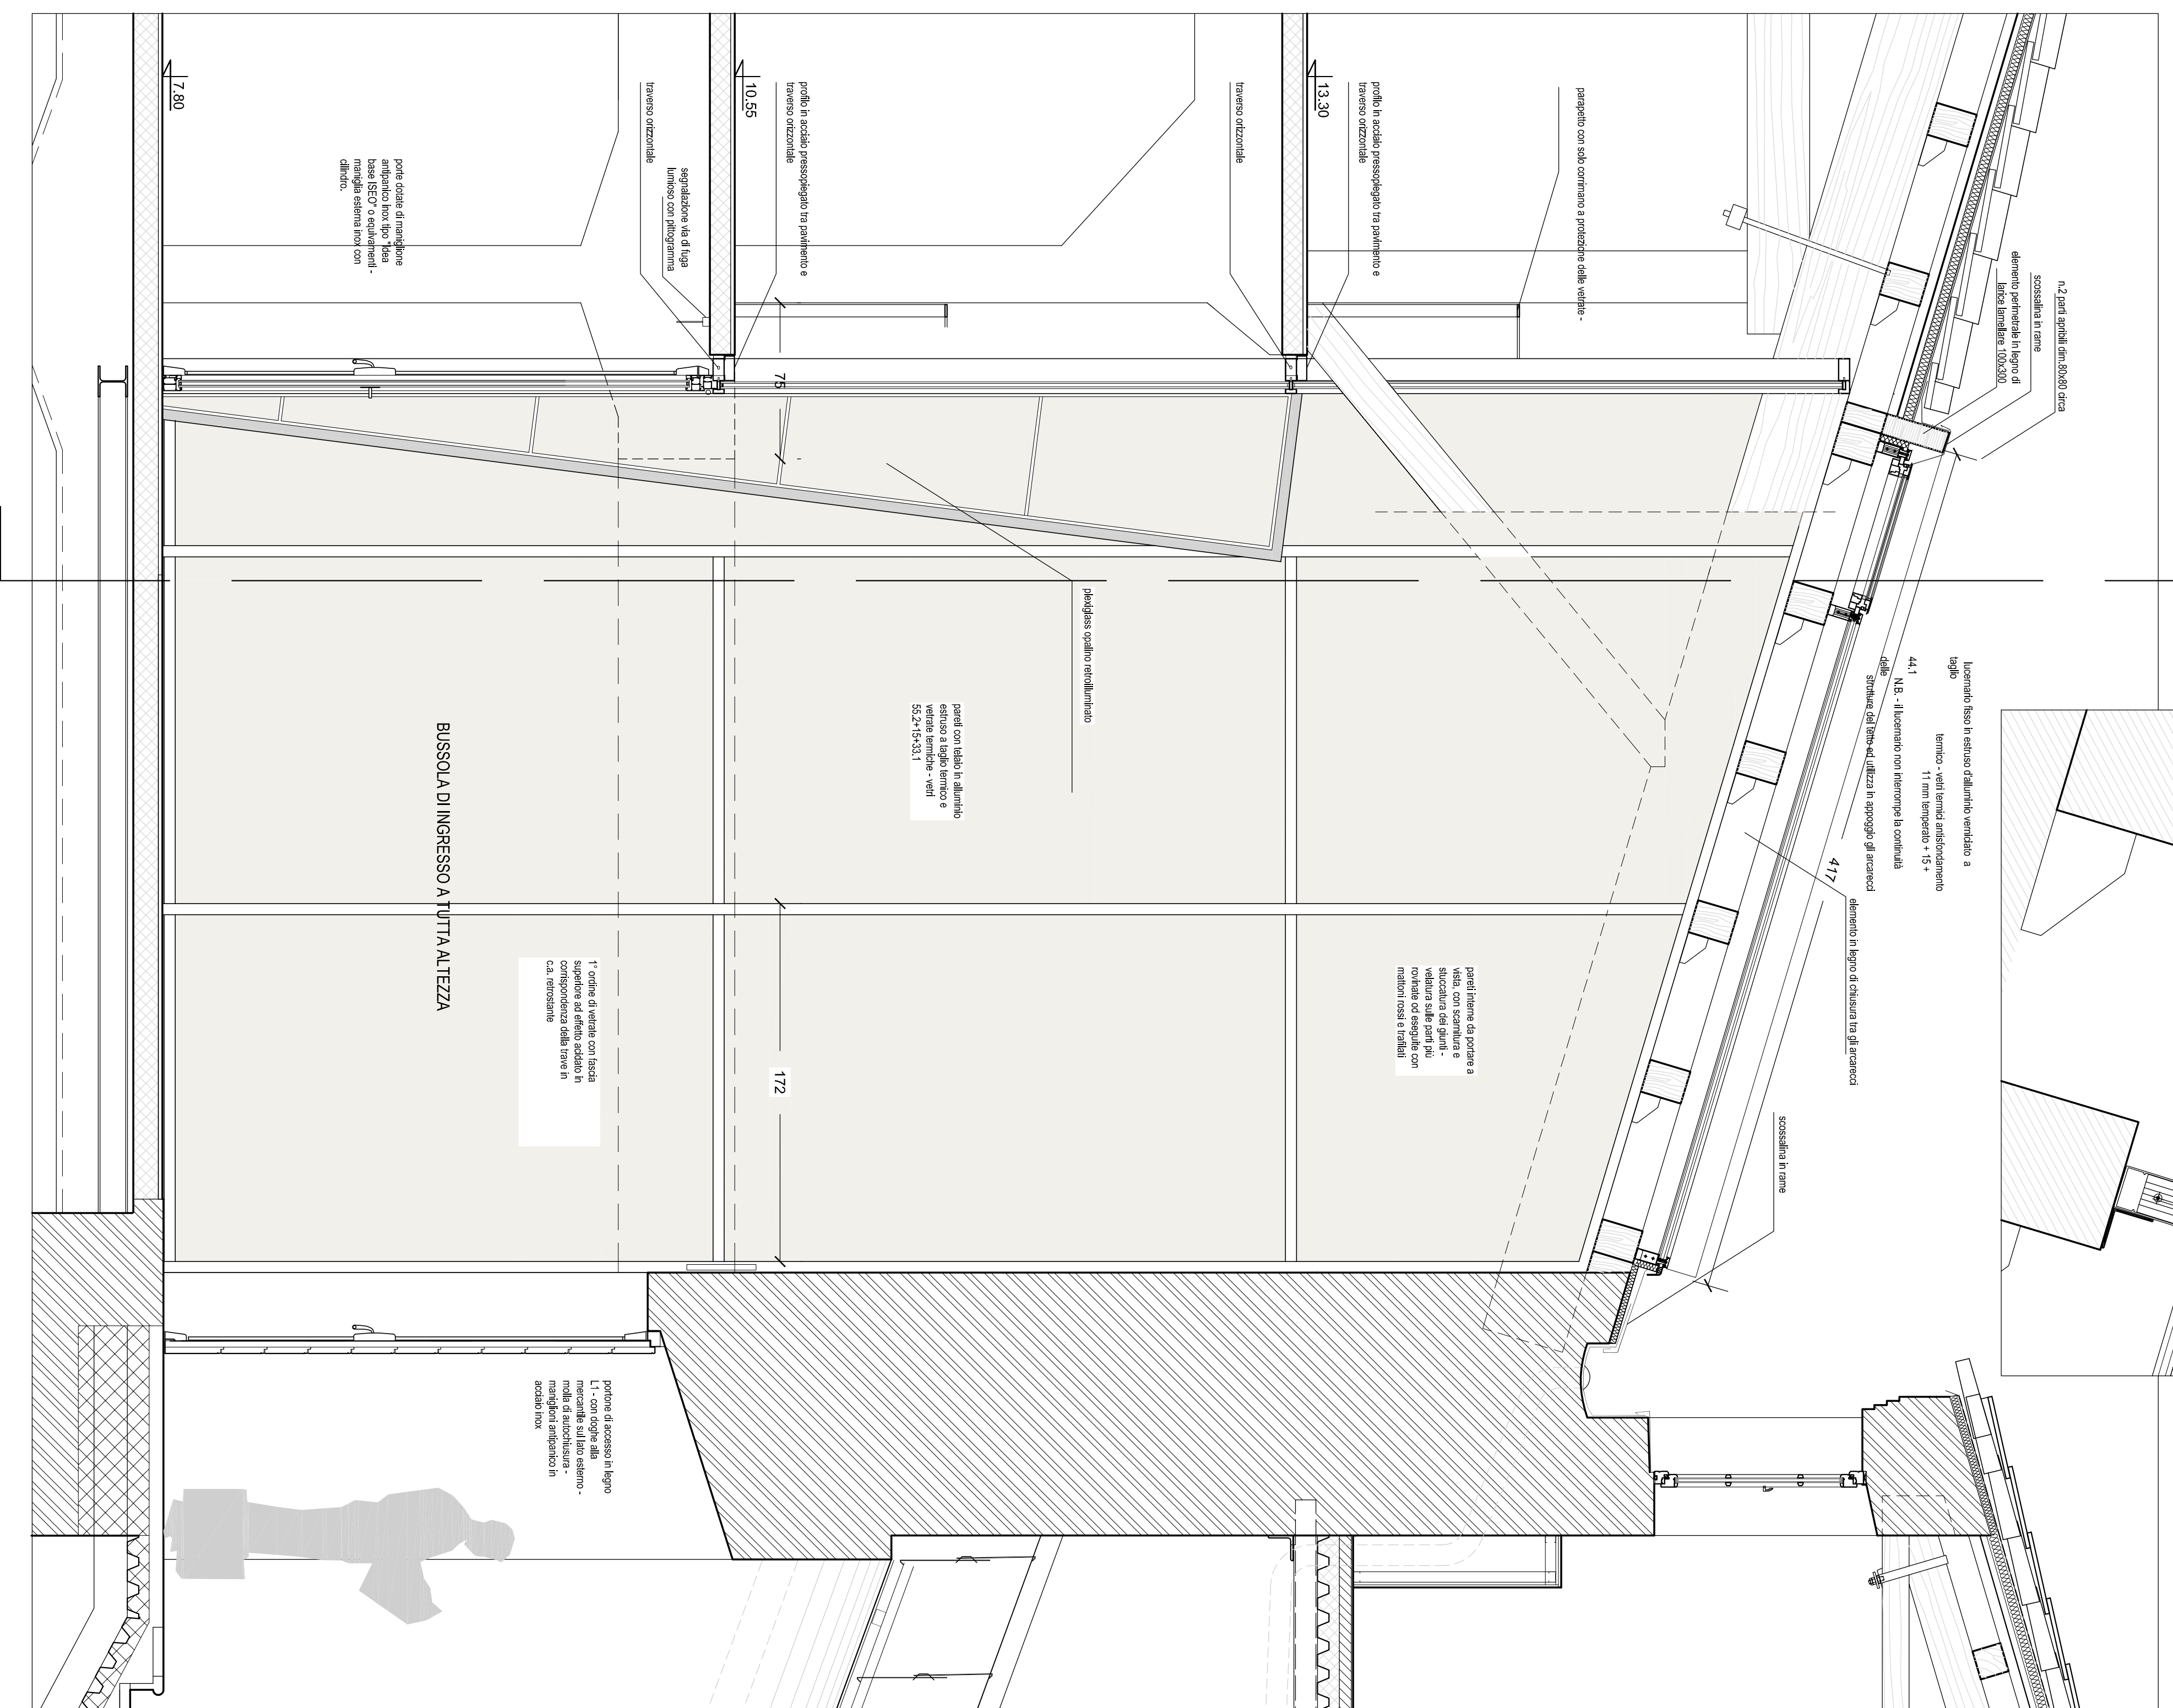 n.2 parti apribili dim.80x80 circa
scossalina in rame
elemento perimetrale in legno di
larice lamellare 100x300
lucernario fisso in estruso d'alluminio verniciato a
taglio
termico - vetri termici antisfondamento
11 mm temperato + 15 +
44.1
N.B. - il lucernario non interrompe la continuità
delle
strutture del tetto ed utilizza in appoggio gli arcarecci
417
elemento in legno di chiusura tra gli arcarecci
scossalina in rame
parapetto con solo corrimano a protezione delle vetrate -
profilo in acciaio pressopiegato tra pavimento e
traverso orizzontale
13.30
traverso orizzontale
pareti interne da portare a
vista, con scarnitura e
stuccatura dei giunti -
velatura sulle parti più
rovinate od eseguite con
mattoni rossi e trafilati
plexiglass opalino retroilluminato
pareti con telaio in alluminio
estruso a taglio termico e
vetrate termiche - vetri
55.2+15+33.1
profilo in acciaio pressopiegato tra pavimento e
traverso orizzontale
10.55
75
172
segnalazione via di fuga
lumioso con pittogramma
traverso orizzontale
1° ordine di vetrate con fascia
superiore ad effetto acidato in
corrispondenza della trave in
c.a. retrostante
portone di accesso in legno
L1 - con doghe alla
mercantile sul lato esterno -
molla di autochiusura -
maniglioni antipanico in
acciaio inox
BUSSOLA DI INGRESSO A TUTTA ALTEZZA
porte dotate di maniglione
antipanico inox tipo "Idea
base ISEO" o equivamenti -
maniglia esterna inox con
cilindro.
7.80